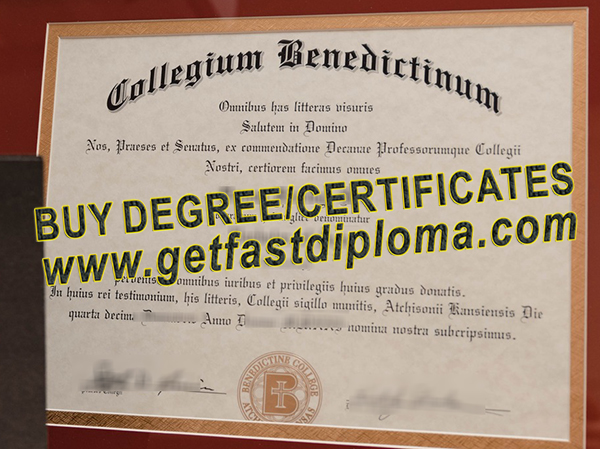 Collegium Benedictinum
Omnibus has litteras visuris
Salutem in Domino
Nos, Praeses et Senatus, ex commendatione Decanae Professorumque Collegii
Nostri, certiorem facimus omnes
BUY DEGREE/CERTIFICATES
denominatur
www.getfastdiploma.com
omnibus iuribus et privilegiis huius gradus donatis.
In huius rei testimonium, his litteris, Collegii sigillo munitis, Atchisonii Kansiensis Die
quarta decima Anno nomina nostra subcripsimus.
BENEDICTINE COLLEGE
B